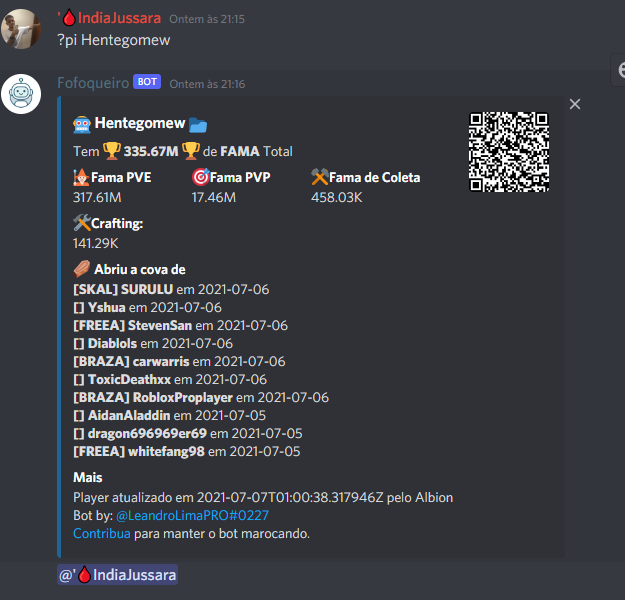 '🩸IndiaJussara Ontem às 21:15
?pi Hentegomew
Fofoqueiro BOT Ontem às 21:16
Hentegomew
Tem 🏆 335.67M 🏆 de FAMA Total
Fama PVE Fama PVP Fama de Coleta
317.61M 17.46M 458.03K
Crafting:
141.29K
Abriu a cova de
[SKAL] SURULU em 2021-07-06
[] Yshua em 2021-07-06
[FREEA] StevenSan em 2021-07-06
[] Diablols em 2021-07-06
[BRAZA] carwarris em 2021-07-06
[] ToxicDeathxx em 2021-07-06
[BRAZA] RobloxProplayer em 2021-07-06
[] AidanAladdin em 2021-07-05
[] dragon696969er69 em 2021-07-05
[FREEA] whitefang98 em 2021-07-05
Mais
Player atualizado em 2021-07-07T01:00:38.317946Z pelo Albion
Bot by: @LeandroLimaPRO#0227
Contribua para manter o bot marocando.
@'🩸IndiaJussara